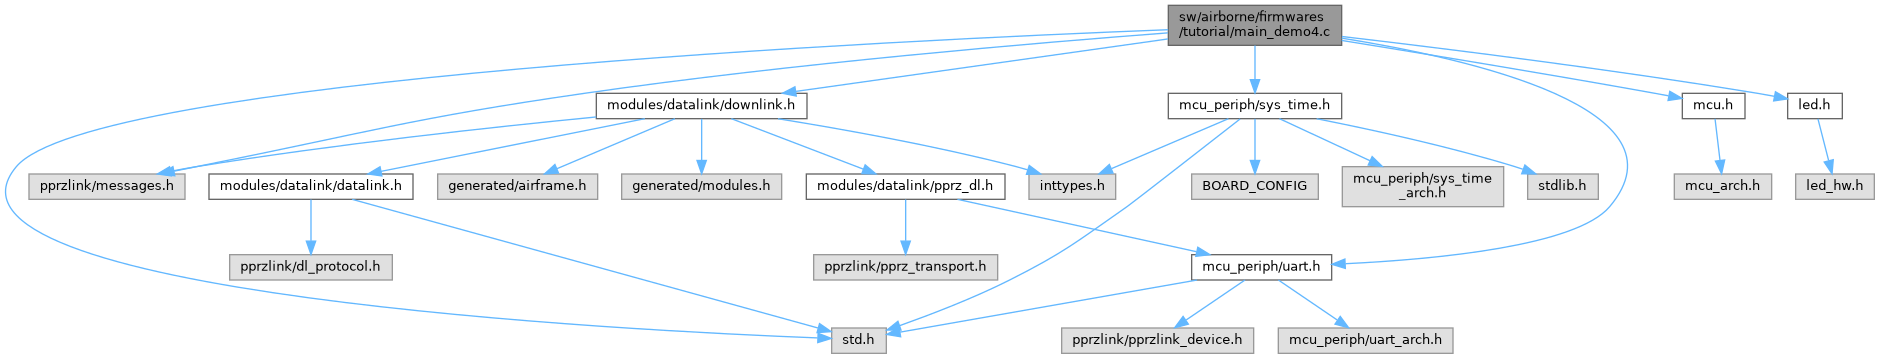 sw/airborne/firmwares
/tutorial/main_demo4.c
modules/datalink/downlink.h
mcu_periph/sys_time.h
mcu.h
led.h
pprzlink/messages.h
modules/datalink/datalink.h
generated/airframe.h
generated/modules.h
modules/datalink/pprz_dl.h
inttypes.h
BOARD_CONFIG
mcu_periph/sys_time
_arch.h
stdlib.h
mcu_arch.h
led_hw.h
pprzlink/dl_protocol.h
pprzlink/pprz_transport.h
mcu_periph/uart.h
std.h
pprzlink/pprzlink_device.h
mcu_periph/uart_arch.h